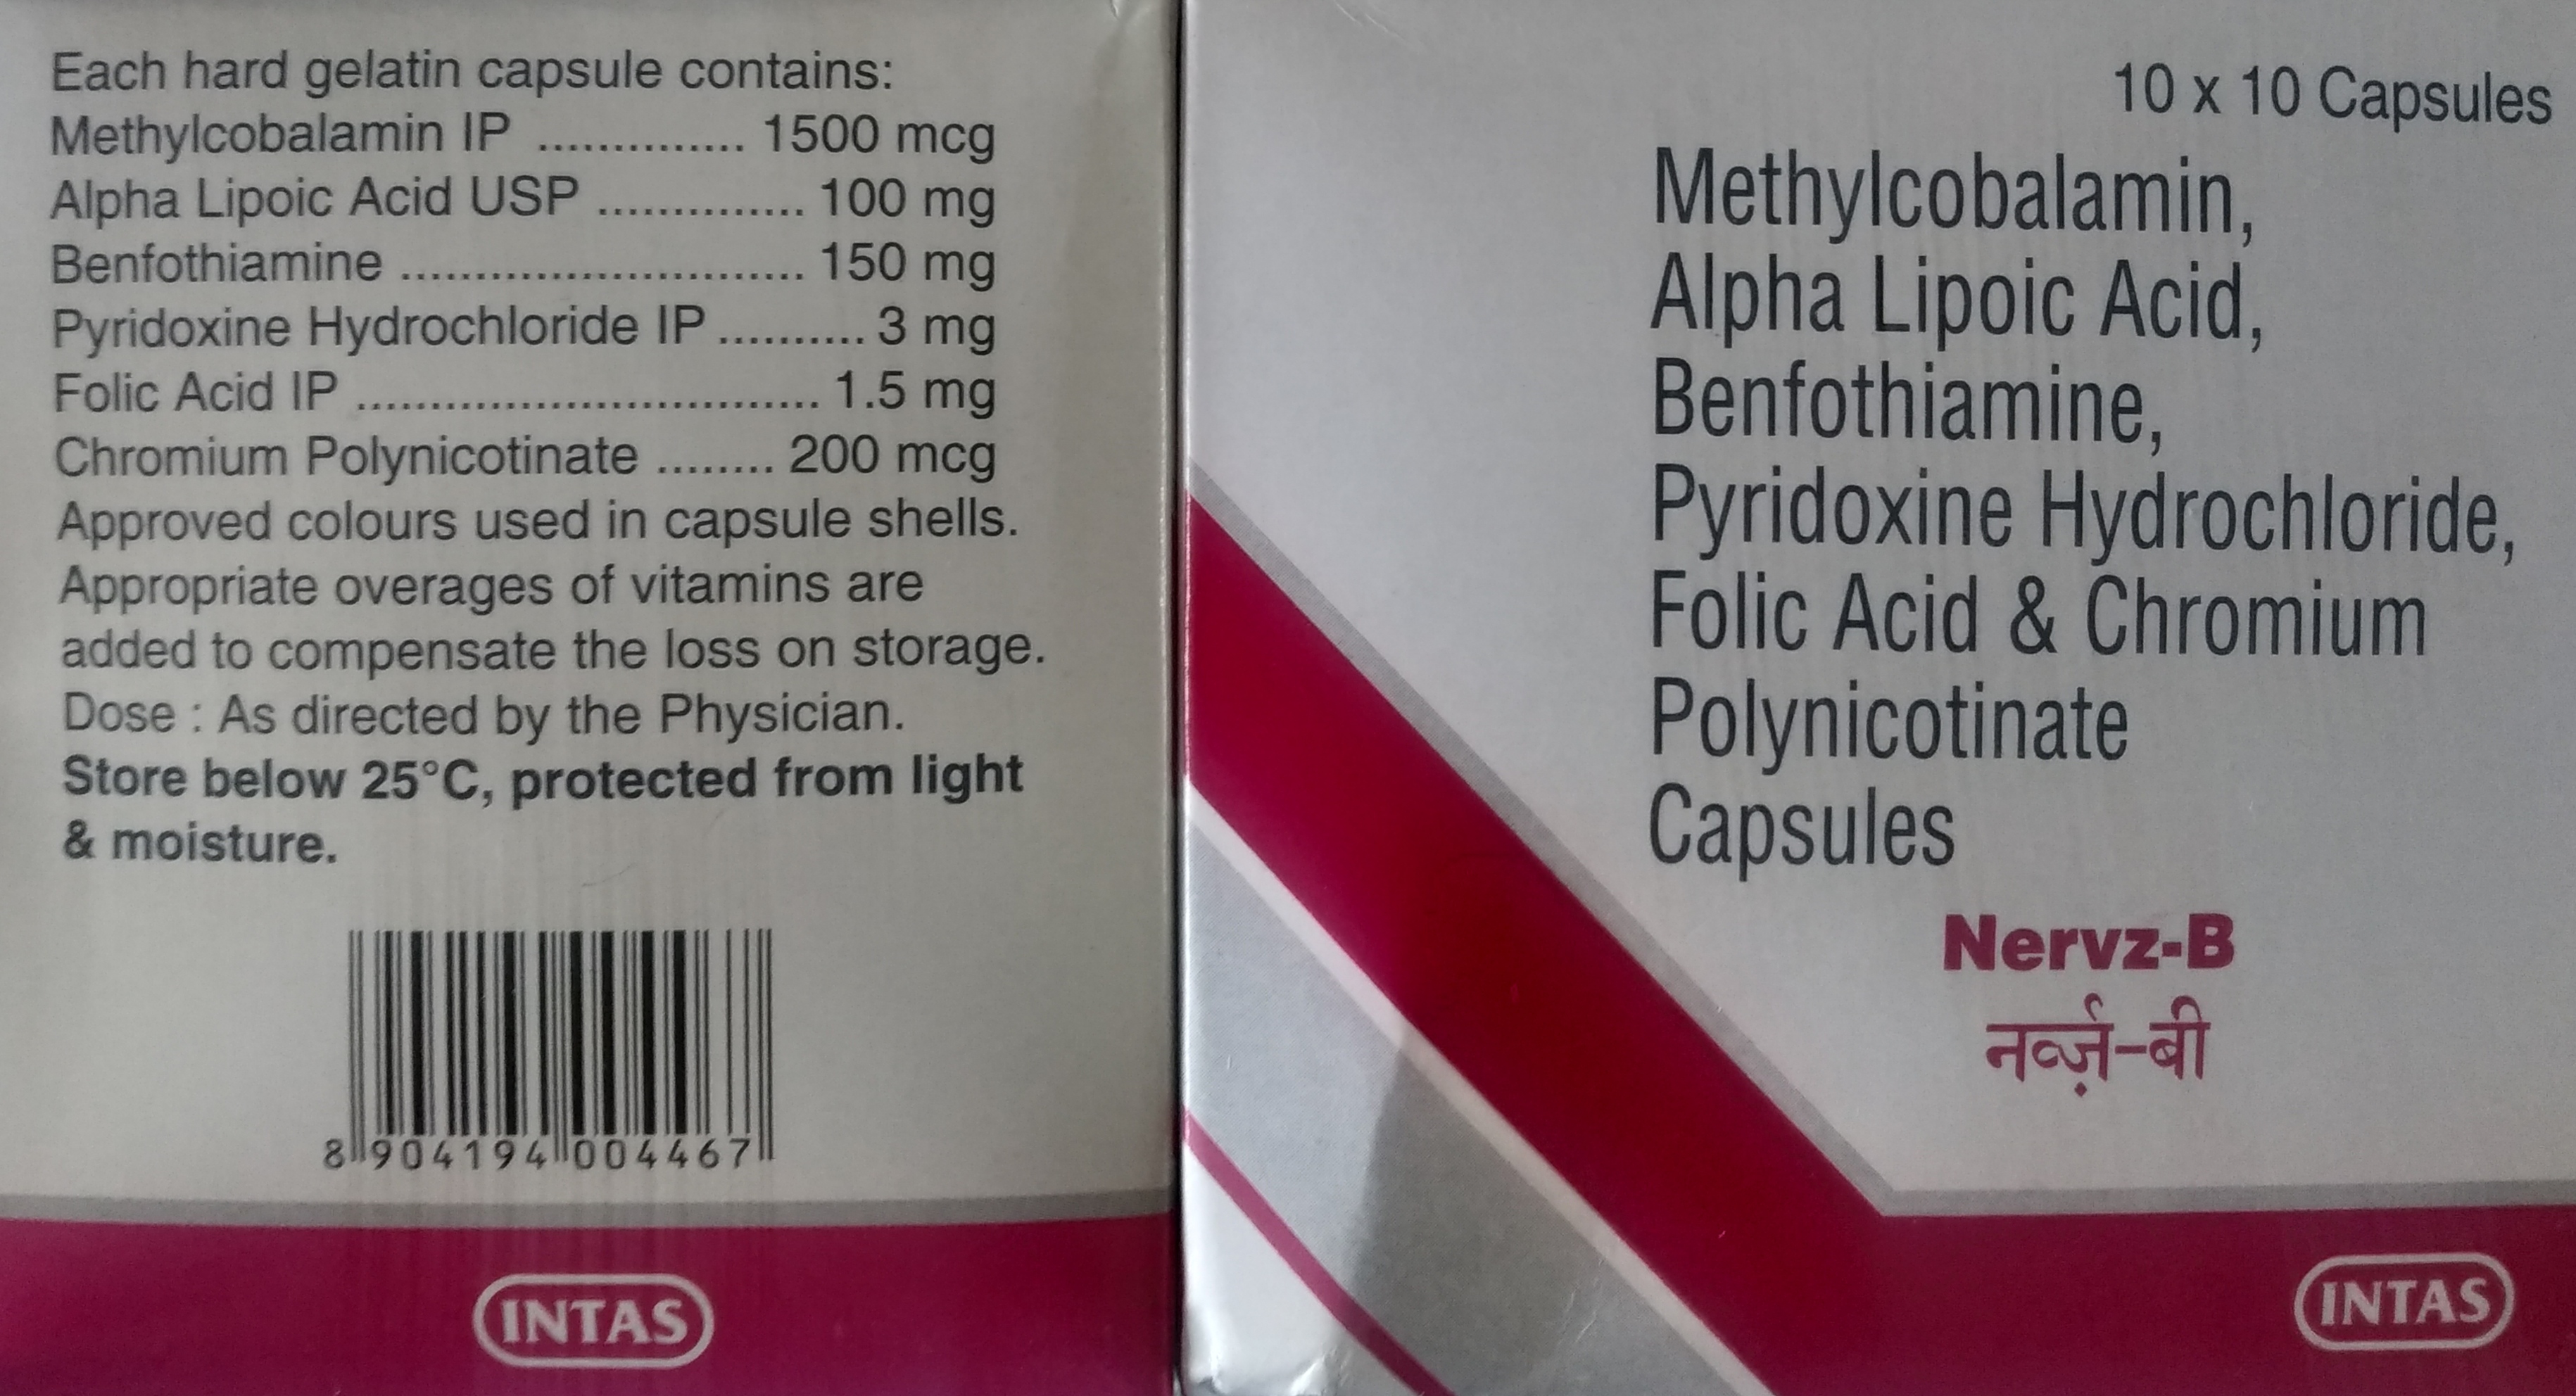 Each hard gelatin capsule contains:
Methylcobalamin IP .............. 1500 mcg
Alpha Lipoic Acid USP .............. 100 mg
Benfothiamine ........................... 150 mg
Pyridoxine Hydrochloride IP .......... 3 mg
Folic Acid IP ............................... 1.5 mg
Chromium Polynicotinate ........ 200 mcg
Approved colours used in capsule shells.
Appropriate overages of vitamins are
added to compensate the loss on storage.
Dose : As directed by the Physician.
Store below 25°C, protected from light
& moisture.
8 904194 004467
INTAS
10 x 10 Capsules
Methylcobalamin,
Alpha Lipoic Acid,
Benfothiamine,
Pyridoxine Hydrochloride,
Folic Acid & Chromium
Polynicotinate
Capsules
Nervz-B
नर्व्ज़-बी
INTAS